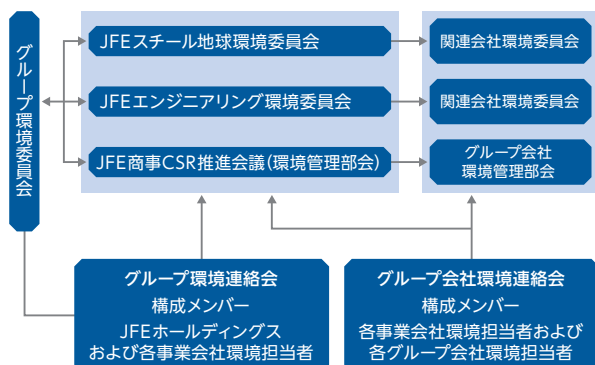 グループ環境委員会
JFEスチール地球環境委員会
関連会社環境委員会
JFEエンジニアリング環境委員会
関連会社環境委員会
JFE商事CSR推進会議(環境管理部会)
グループ会社
環境管理部会
グループ環境連絡会
構成メンバー
JFEホールディングス
および各事業会社環境担当者
グループ会社環境連絡会
構成メンバー
各事業会社環境担当者および
各グループ会社環境担当者